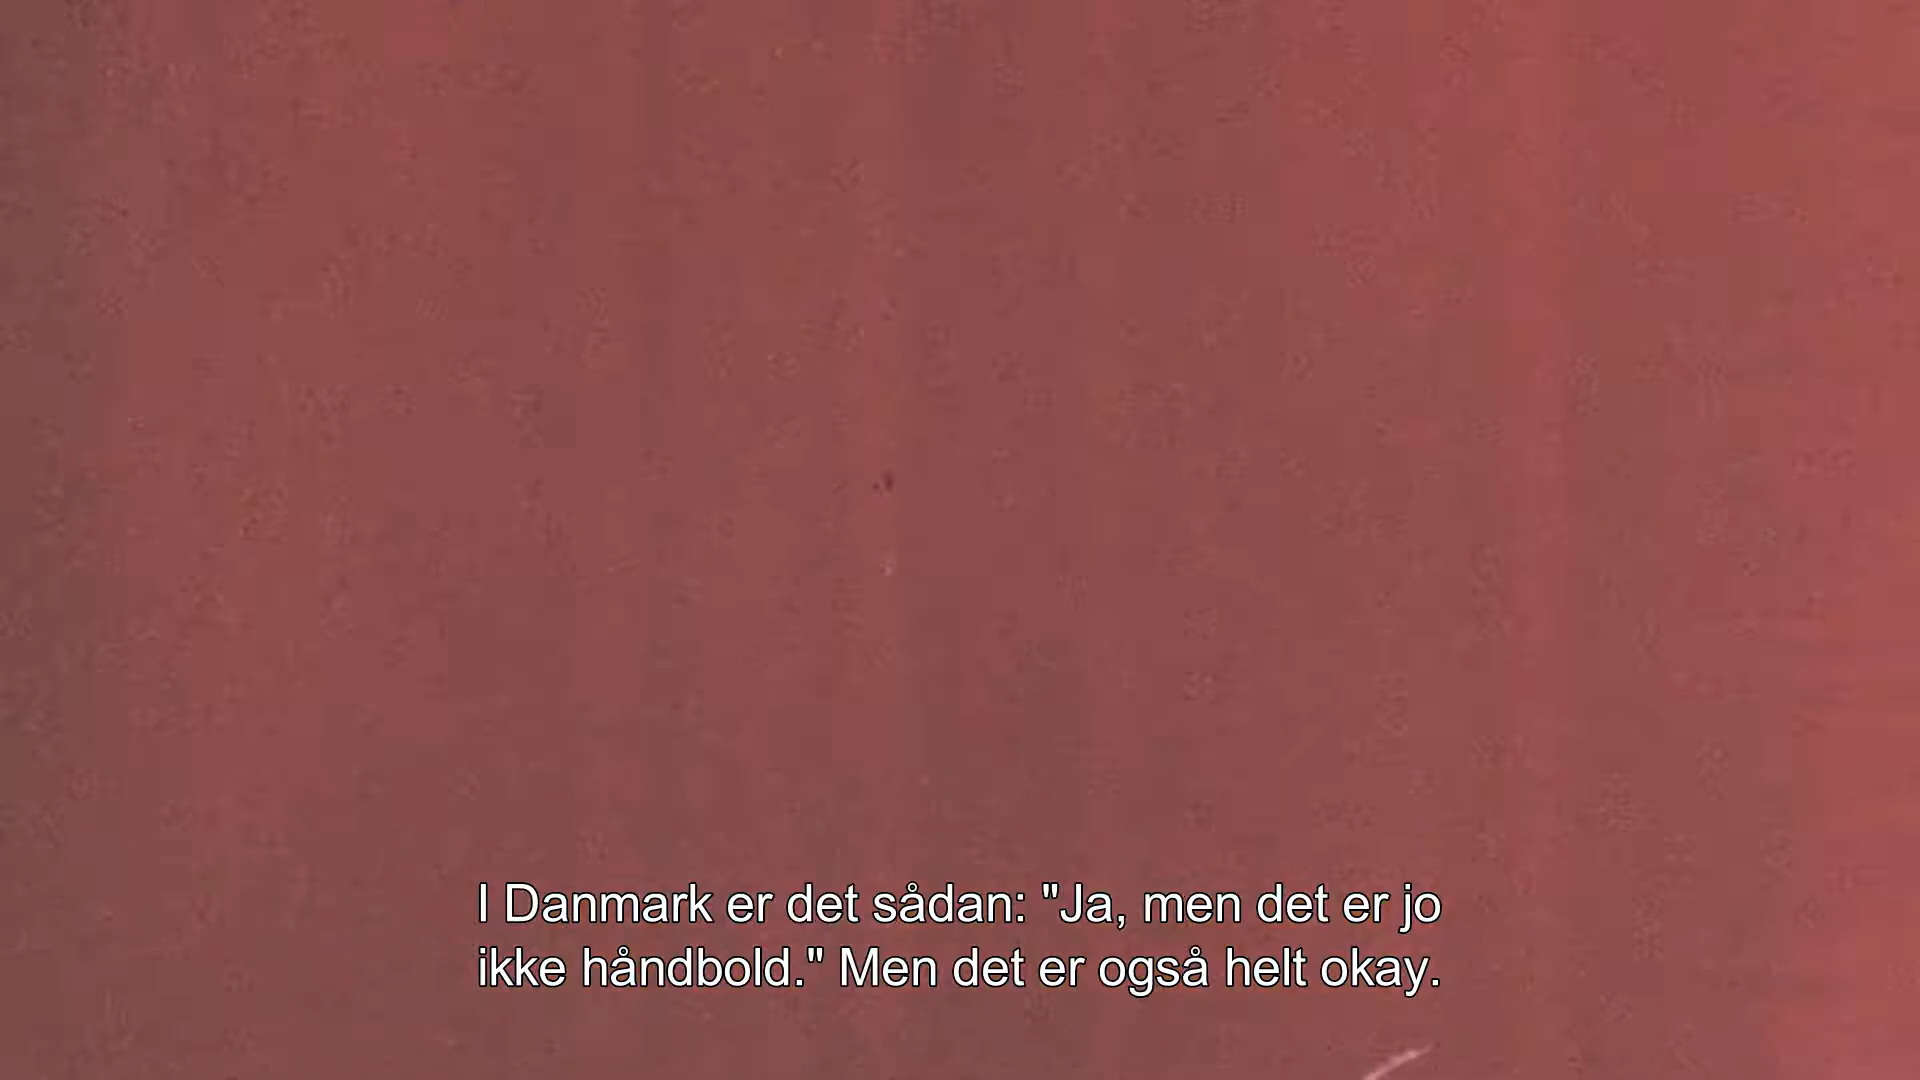 I Danmark er det sådan: "Ja, men det er jo
ikke håndbold." Men det er også helt okay.